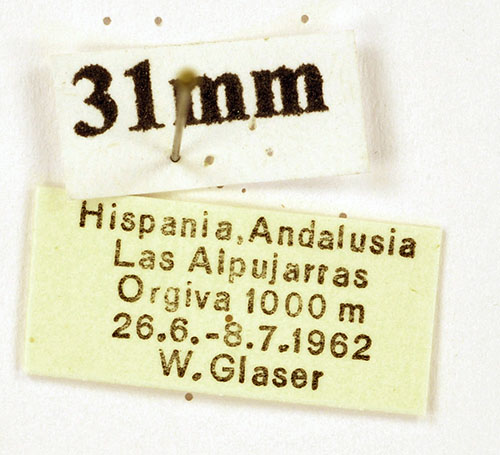 31mm
Hispania, Andalusia
Las Alpujarras
Orgiva 1000 m
26.6.-8.7.1962
W. Glaser